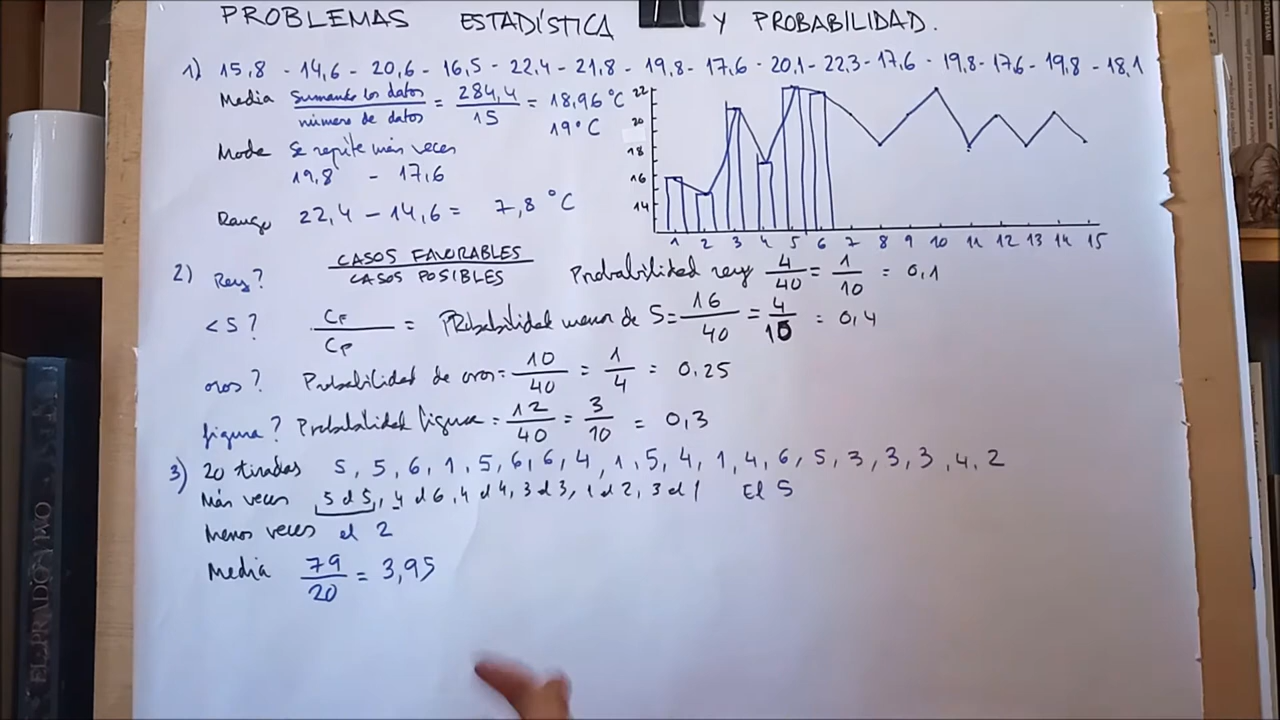 PROBLEMAS ESTADÍSTICA Y PROBABILIDAD.
1) 15,8 - 14,6 - 20,6 - 16,5 - 22,4 - 21,8 - 19,8 - 17,6 - 20,1 - 22,3 - 17,6 - 19,8 - 17,6 - 19,8 - 18,1
Media Sumando los datos / número de datos = 284,4 / 15 = 18,96 °C
19°C
Moda Se repite más veces
19,8 - 17,6
Rango 22,4 - 14,6 = 7,8 °C
22
20
18
16
14
1 2 3 4 5 6 7 8 9 10 11 12 13 14 15
2) Rey? CASOS FAVORABLES / CASOS POSIBLES Probabilidad rey 4/40 = 1/10 = 0,1
< 5? CF / CP = Probabilidad menor de 5 = 16/40 = 4/10 = 0,4
oros? Probabilidad de oros = 10/40 = 1/4 = 0,25
figura? Probabilidad figura = 12/40 = 3/10 = 0,3
3) 20 tiradas 5, 5, 6, 1, 5, 6, 6, 4, 1, 5, 4, 1, 4, 6, 5, 3, 3, 3, 4, 2
Más veces 5 el 5, 4 el 6, 4 el 4, 3 el 3, 1 el 2, 3 el 1 El 5
Menos veces el 2
Media 79/20 = 3,95
EL PRADO VIVO